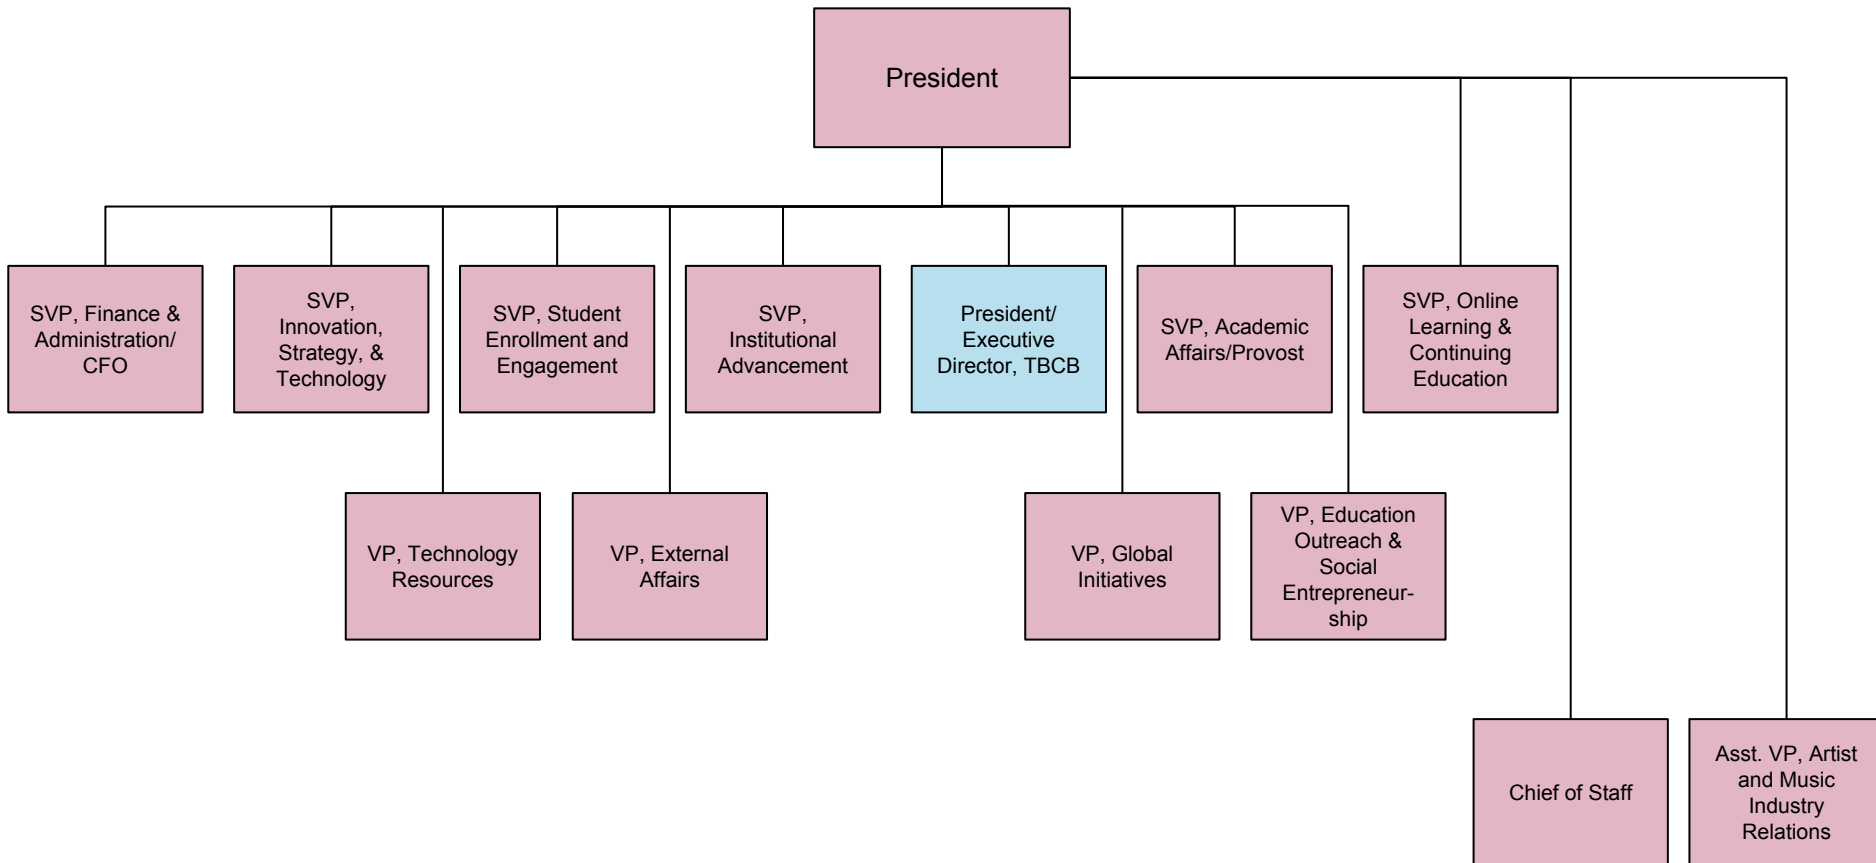 President
SVP, Finance &
Administration/
CFO
SVP,
Innovation,
Strategy, &
Technology
SVP, Student
Enrollment and
Engagement
SVP,
Institutional
Advancement
President/
Executive
Director, TBCB
SVP, Academic
Affairs/Provost
SVP, Online
Learning &
Continuing
Education
VP, Technology
Resources
VP, External
Affairs
VP, Global
Initiatives
VP, Education
Outreach &
Social
Entrepreneur-
ship
Chief of Staff
Asst. VP, Artist
and Music
Industry
Relations